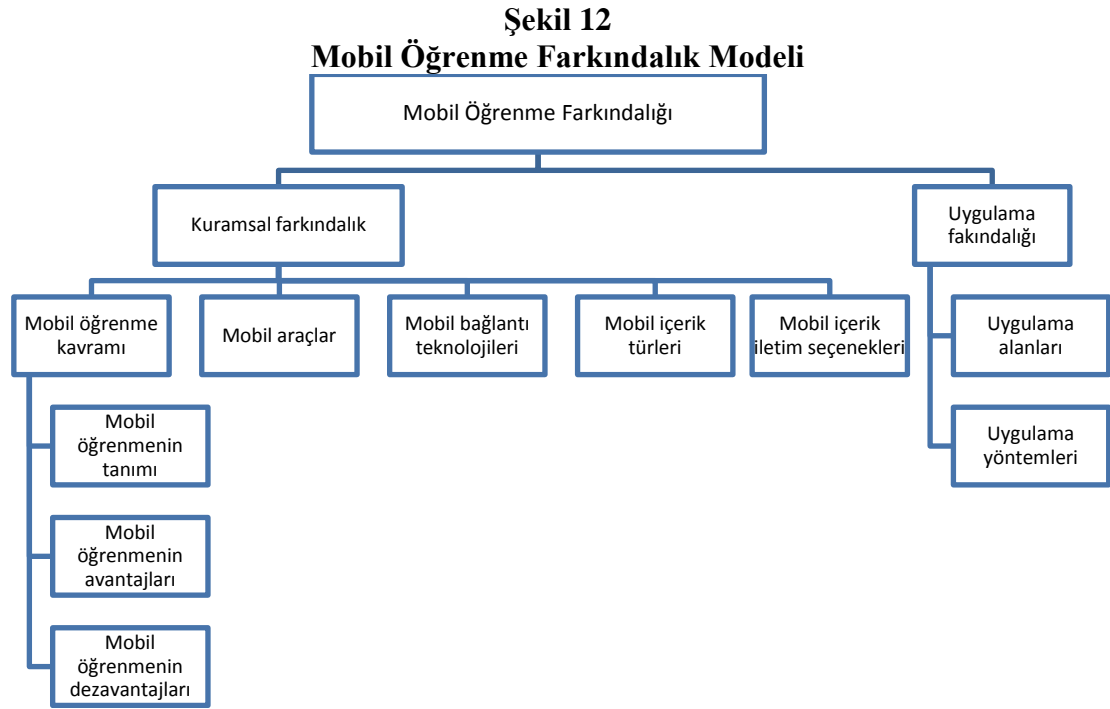 Şekil 12
Mobil Öğrenme Farkındalık Modeli
Mobil Öğrenme Farkındalığı
Kuramsal farkındalık
Uygulama
fakındalığı
Mobil öğrenme
kavramı
Mobil araçlar
Mobil bağlantı
teknolojileri
Mobil içerik
türleri
Mobil içerik
iletim seçenekleri
Uygulama
alanları
Uygulama
yöntemleri
Mobil
öğrenmenin
tanımı
Mobil
öğrenmenin
avantajları
Mobil
öğrenmenin
dezavantajları